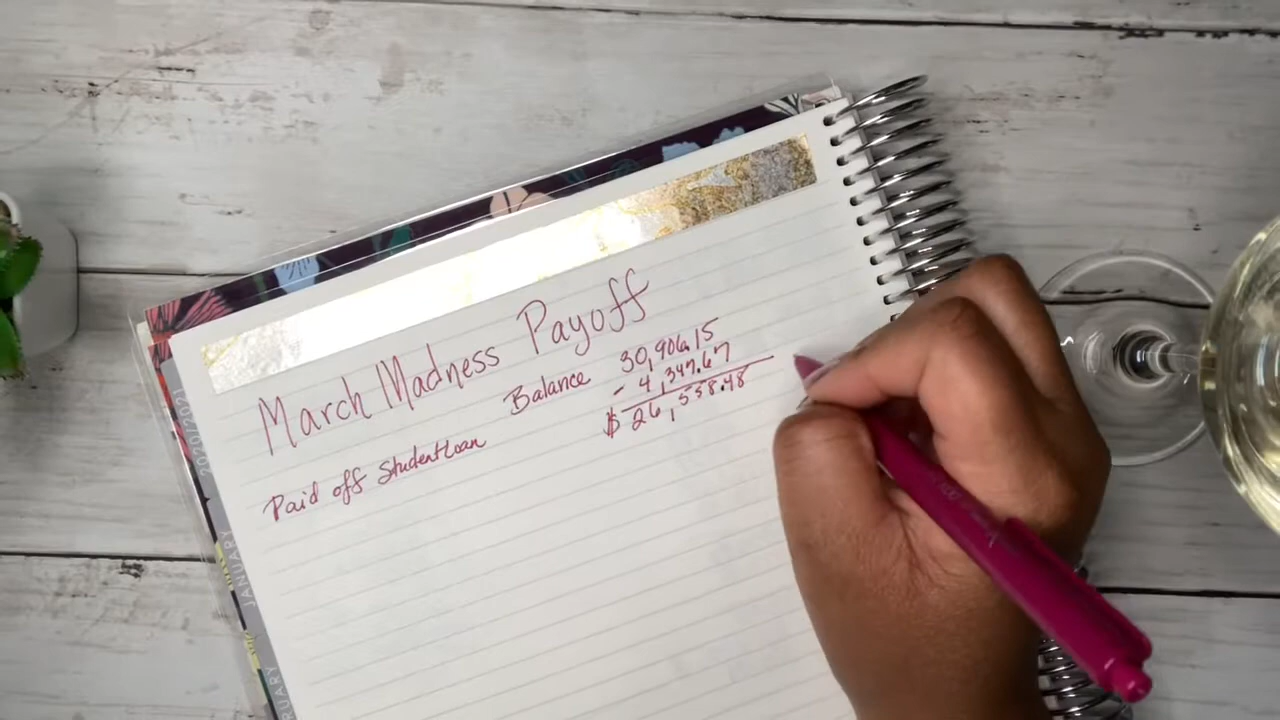 March Madness Payoff
Balance 30,906.15
- 4,347.67
Paid off Student Loan $26,558.48
2020/2021
JANUARY
RUARY